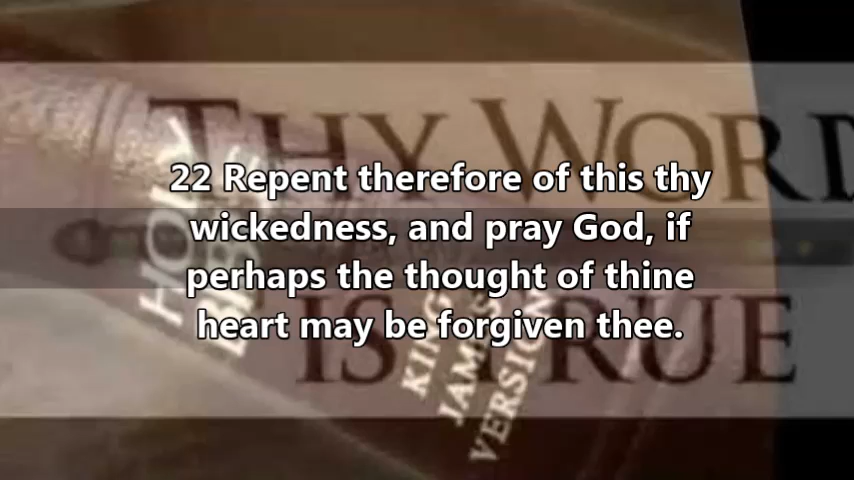 THY WORD
22 Repent therefore of this thy
wickedness, and pray God, if
perhaps the thought of thine
heart may be forgiven thee.
IS TRUE
HOLY
BIBLE
KING
JAMES
VERSION